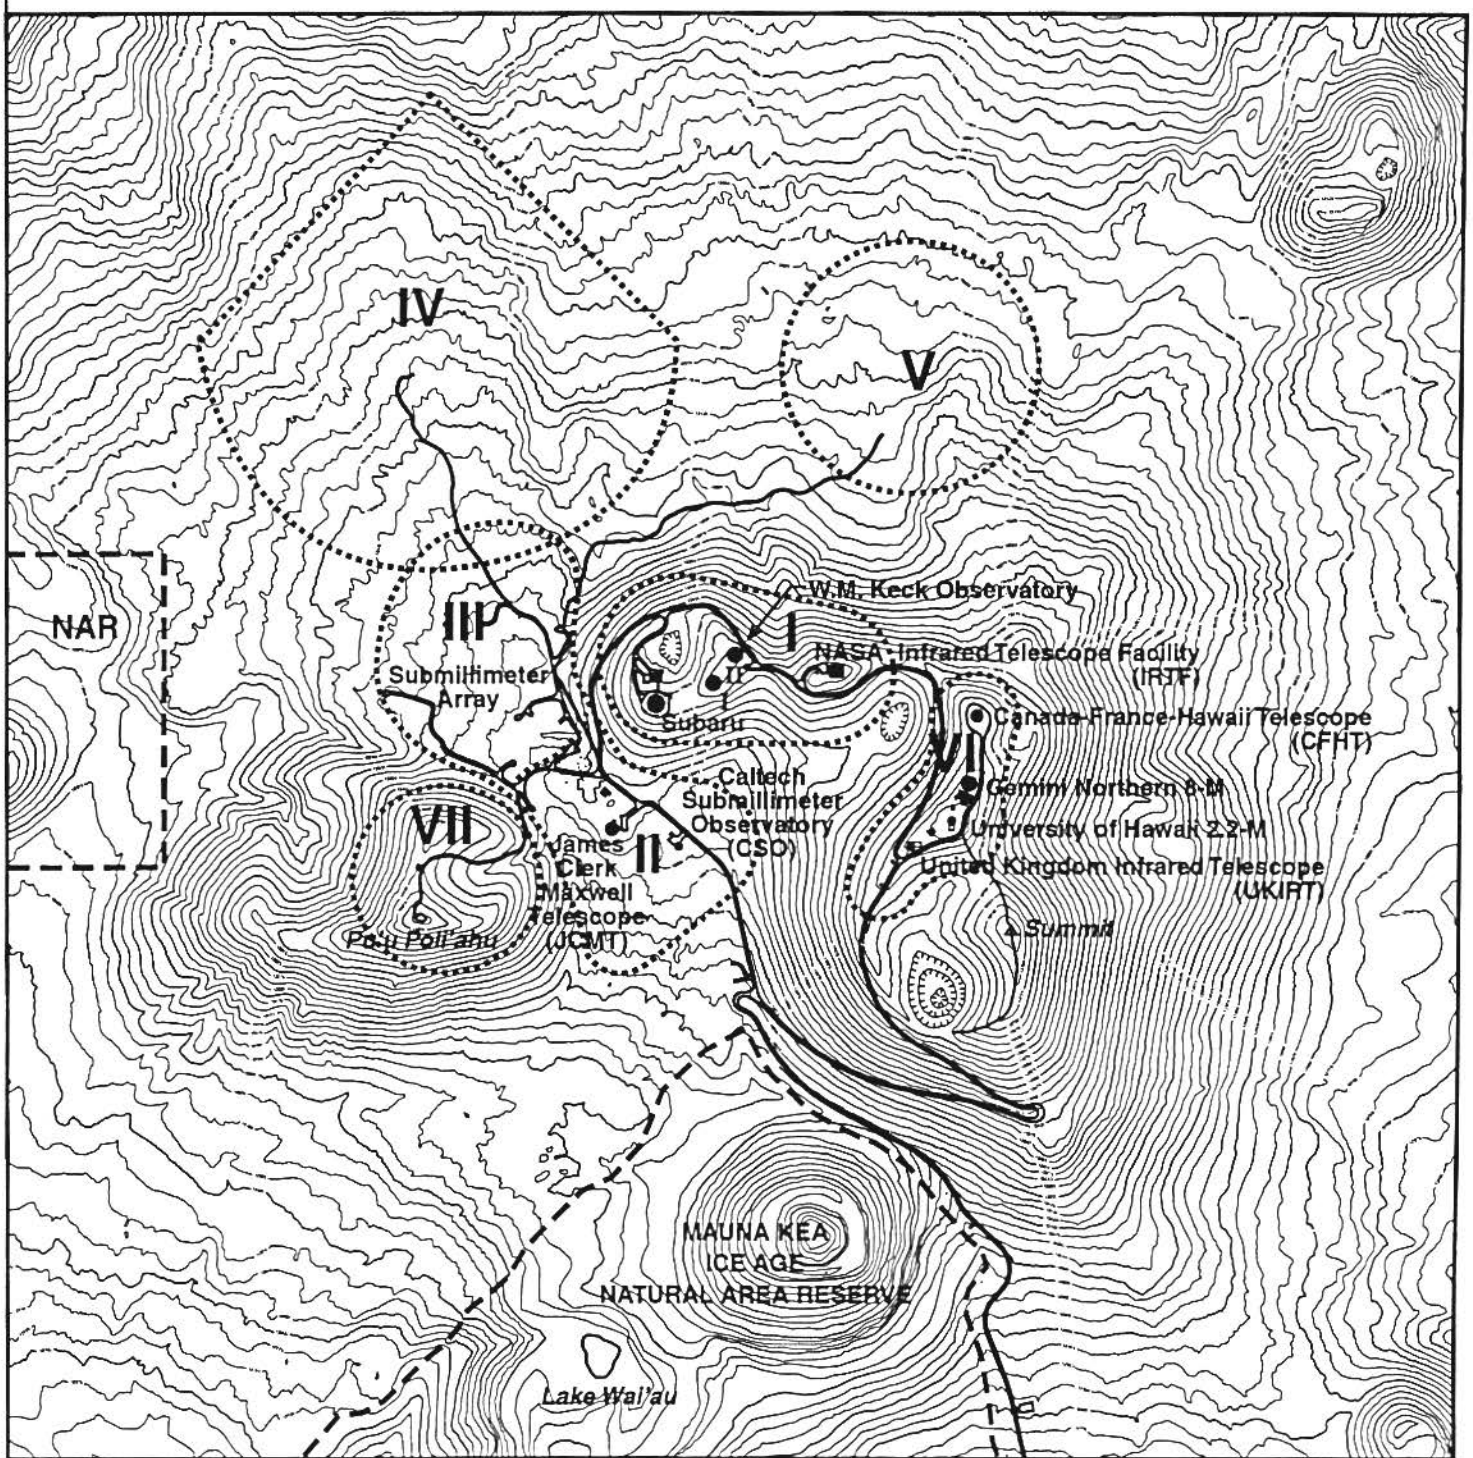 IV
V
W.M. Keck Observatory
NAR
III
I
NASA Infrared Telescope Facility
(IRTF)
Submillimeter
Array
Subaru
Canada-France-Hawaii Telescope
(CFHT)
VI
Caltech
Submillimeter
Observatory
(CSO)
Gemini Northern 8-M
VII
II
University of Hawaii 2.2-M
James
Clerk
Maxwell
Telescope
(JCMT)
United Kingdom Infrared Telescope
(UKIRT)
Summit
Pu'u Poli'ahu
MAUNA KEA
ICE AGE
NATURAL AREA RESERVE
Lake Wai'au